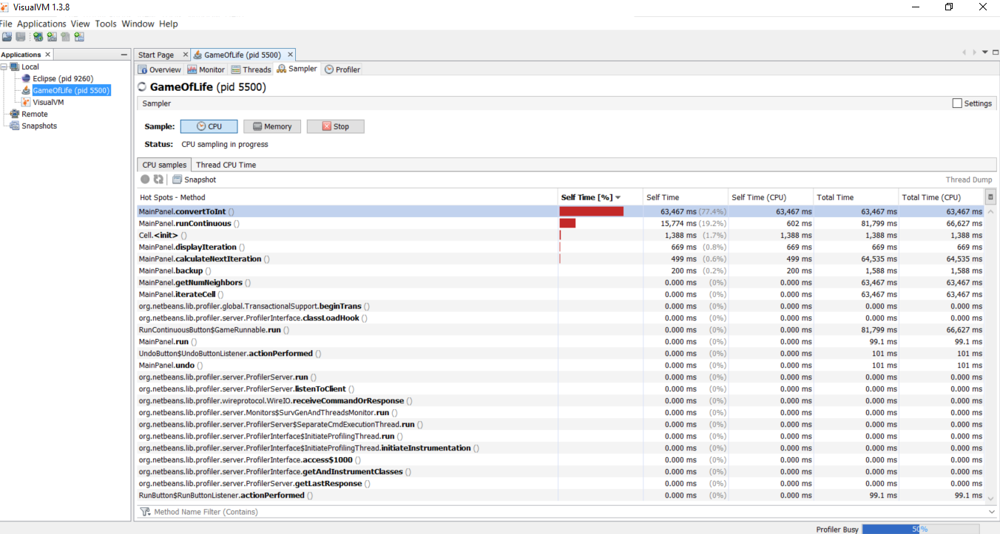 VisualVM 1.3.8
File Applications View Tools Window Help
Applications
Start Page GameOfLife (pid 5500)
Local
Eclipse (pid 9260)
GameOfLife (pid 5500)
VisualVM
Remote
Snapshots
Overview Monitor Threads Sampler Profiler
GameOfLife (pid 5500)
Sampler Settings
Sample: CPU Memory Stop
Status: CPU sampling in progress
CPU samples Thread CPU Time
Snapshot Thread Dump
Hot Spots - Method Self Time [%] Self Time Self Time (CPU) Total Time Total Time (CPU)
MainPanel.convertToInt () 63,467 ms (77.4%) 63,467 ms 63,467 ms 63,467 ms
MainPanel.runContinuous () 15,774 ms (19.2%) 602 ms 81,799 ms 66,627 ms
Cell.<init> () 1,388 ms (1.7%) 1,388 ms 1,388 ms 1,388 ms
MainPanel.displayIteration () 669 ms (0.8%) 669 ms 669 ms 669 ms
MainPanel.calculateNextIteration () 499 ms (0.6%) 499 ms 64,535 ms 64,535 ms
MainPanel.backup () 200 ms (0.2%) 200 ms 1,588 ms 1,588 ms
MainPanel.getNumNeighbors () 0.000 ms (0%) 0.000 ms 63,467 ms 63,467 ms
MainPanel.iterateCell () 0.000 ms (0%) 0.000 ms 63,467 ms 63,467 ms
org.netbeans.lib.profiler.global.TransactionalSupport.beginTrans () 0.000 ms (0%) 0.000 ms 0.000 ms 0.000 ms
org.netbeans.lib.profiler.server.ProfilerInterface.classLoadHook () 0.000 ms (0%) 0.000 ms 0.000 ms 0.000 ms
RunContinuousButton$GameRunnable.run () 0.000 ms (0%) 0.000 ms 81,799 ms 66,627 ms
MainPanel.run () 0.000 ms (0%) 0.000 ms 99.1 ms 99.1 ms
UndoButton$UndoButtonListener.actionPerformed () 0.000 ms (0%) 0.000 ms 101 ms 101 ms
MainPanel.undo () 0.000 ms (0%) 0.000 ms 101 ms 101 ms
org.netbeans.lib.profiler.server.ProfilerServer.run () 0.000 ms (0%) 0.000 ms 0.000 ms 0.000 ms
org.netbeans.lib.profiler.server.ProfilerServer.listenToClient () 0.000 ms (0%) 0.000 ms 0.000 ms 0.000 ms
org.netbeans.lib.profiler.wireprotocol.WireIO.receiveCommandOrResponse () 0.000 ms (0%) 0.000 ms 0.000 ms 0.000 ms
org.netbeans.lib.profiler.server.Monitors$SurvGenAndThreadsMonitor.run () 0.000 ms (0%) 0.000 ms 0.000 ms 0.000 ms
org.netbeans.lib.profiler.server.ProfilerServer$SeparateCmdExecutionThread.run () 0.000 ms (0%) 0.000 ms 0.000 ms 0.000 ms
org.netbeans.lib.profiler.server.ProfilerInterface$InitiateProfilingThread.run () 0.000 ms (0%) 0.000 ms 0.000 ms 0.000 ms
org.netbeans.lib.profiler.server.ProfilerInterface$InitiateProfilingThread.initiateInstrumentation () 0.000 ms (0%) 0.000 ms 0.000 ms 0.000 ms
org.netbeans.lib.profiler.server.ProfilerInterface.access$1000 () 0.000 ms (0%) 0.000 ms 0.000 ms 0.000 ms
org.netbeans.lib.profiler.server.ProfilerInterface.getAndInstrumentClasses () 0.000 ms (0%) 0.000 ms 0.000 ms 0.000 ms
org.netbeans.lib.profiler.server.ProfilerServer.getLastResponse () 0.000 ms (0%) 0.000 ms 0.000 ms 0.000 ms
RunButton$RunButtonListener.actionPerformed () 0.000 ms (0%) 0.000 ms 99.1 ms 99.1 ms
Method Name Filter (Contains)
Profiler Busy 50%